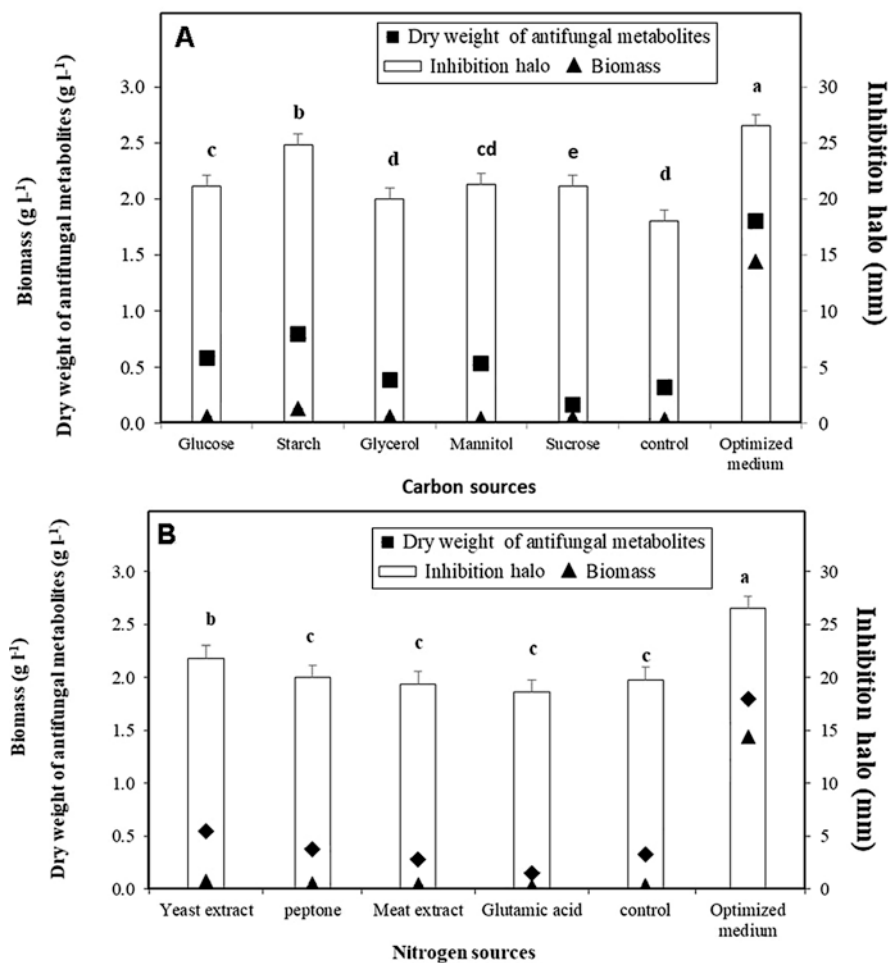 A
Dry weight of antifungal metabolites
Inhibition halo Biomass
Biomass (g l-1)
Dry weight of antifungal metabolites (g l-1)
Inhibition halo (mm)
3.0
2.5
2.0
1.5
1.0
0.5
0.0
30
25
20
15
10
5
0
c b d cd e d a
Glucose Starch Glycerol Mannitol Sucrose control Optimized
medium
Carbon sources
B
Dry weight of antifungal metabolites
Inhibition halo Biomass
Biomass (g l-1)
Dry weight of antifungal metabolites (g l-1)
Inhibition halo (mm)
3.0
2.5
2.0
1.5
1.0
0.5
0.0
30
25
20
15
10
5
0
b c c c c a
Yeast extract peptone Meat extract Glutamic acid control Optimized
medium
Nitrogen sources